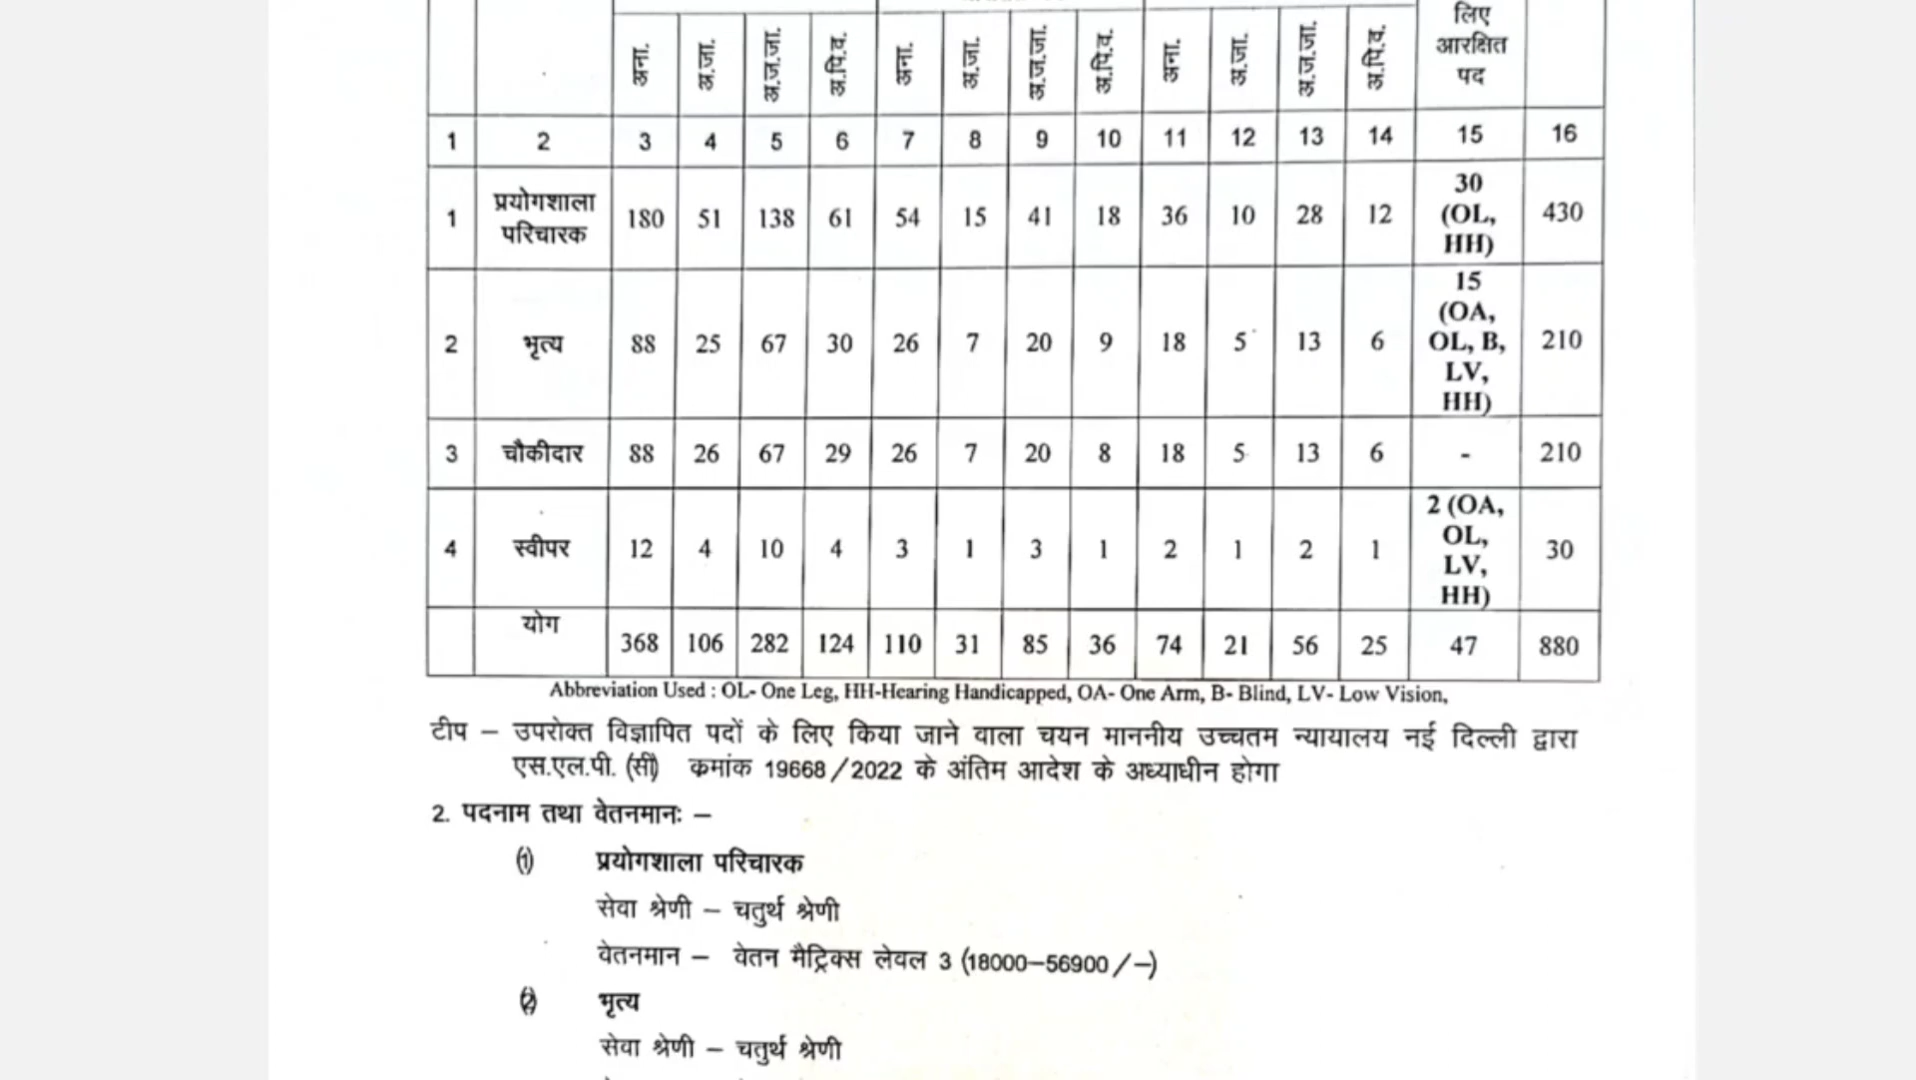 लिए
आरक्षित
पद
अना. अ.जा. अ.ज.जा. अ.पि.व. अना. अ.जा. अ.ज.जा. अ.पि.व. अना. अ.जा. अ.ज.जा. अ.पि.व.
1 2 3 4 5 6 7 8 9 10 11 12 13 14 15 16
1 प्रयोगशाला परिचारक 180 51 138 61 54 15 41 18 36 10 28 12 30 (OL, HH) 430
2 भृत्य 88 25 67 30 26 7 20 9 18 5 13 6 15 (OA, OL, B, LV, HH) 210
3 चौकीदार 88 26 67 29 26 7 20 8 18 5 13 6 - 210
4 स्वीपर 12 4 10 4 3 1 3 1 2 1 2 1 2 (OA, OL, LV, HH) 30
योग 368 106 282 124 110 31 85 36 74 21 56 25 47 880
Abbreviation Used : OL- One Leg, HH-Hearing Handicapped, OA- One Arm, B- Blind, LV- Low Vision,
टीप – उपरोक्त विज्ञापित पदों के लिए किया जाने वाला चयन माननीय उच्चतम न्यायालय नई दिल्ली द्वारा
एस.एल.पी. (सी) कमांक 19668/2022 के अंतिम आदेश के अध्याधीन होगा
2. पदनाम तथा वेतनमानः –
(1) प्रयोगशाला परिचारक
सेवा श्रेणी – चतुर्थ श्रेणी
वेतनमान – वेतन मैट्रिक्स लेवल 3 (18000–56900/–)
(2) भृत्य
सेवा श्रेणी – चतुर्थ श्रेणी